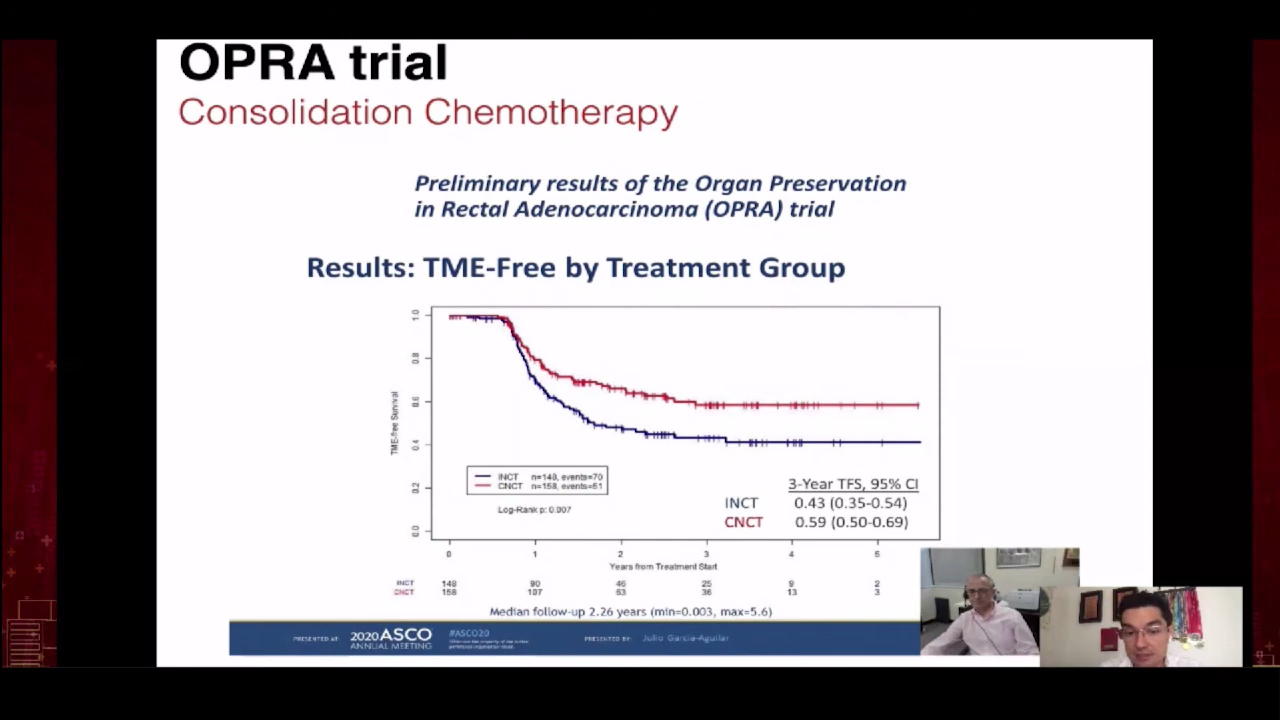 OPRA trial
Consolidation Chemotherapy
Preliminary results of the Organ Preservation
in Rectal Adenocarcinoma (OPRA) trial
Results: TME-Free by Treatment Group
1.0
0.8
0.6
0.4
0.2
0.0
TME-free Survival
INCT n=148, events=70
CNCT n=158, events=51
Log-Rank p: 0.007
3-Year TFS, 95% CI
INCT 0.43 (0.35-0.54)
CNCT 0.59 (0.50-0.69)
0 1 2 3 4 5
Years from Treatment Start
INCT 148 90 46 25 9 2
CNCT 158 107 63 36 13 3
Median follow-up 2.26 years (min=0.003, max=5.6)
PRESENTED AT: 2020 ASCO
ANNUAL MEETING
#ASCO20
PRESENTED BY: Julio Garcia-Aguilar